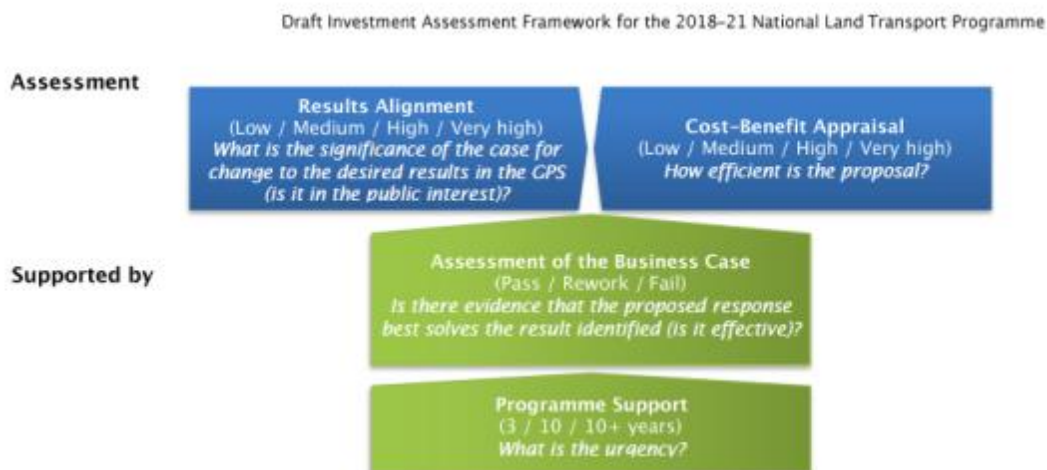 Draft Investment Assessment Framework for the 2018–21 National Land Transport Programme
Assessment
Results Alignment
(Low / Medium / High / Very high)
What is the significance of the case for
change to the desired results in the GPS
(is it in the public interest)?
Cost–Benefit Appraisal
(Low / Medium / High / Very high)
How efficient is the proposal?
Supported by
Assessment of the Business Case
(Pass / Rework / Fail)
Is there evidence that the proposed response
best solves the result identified (is it effective)?
Programme Support
(3 / 10 / 10+ years)
What is the urgency?